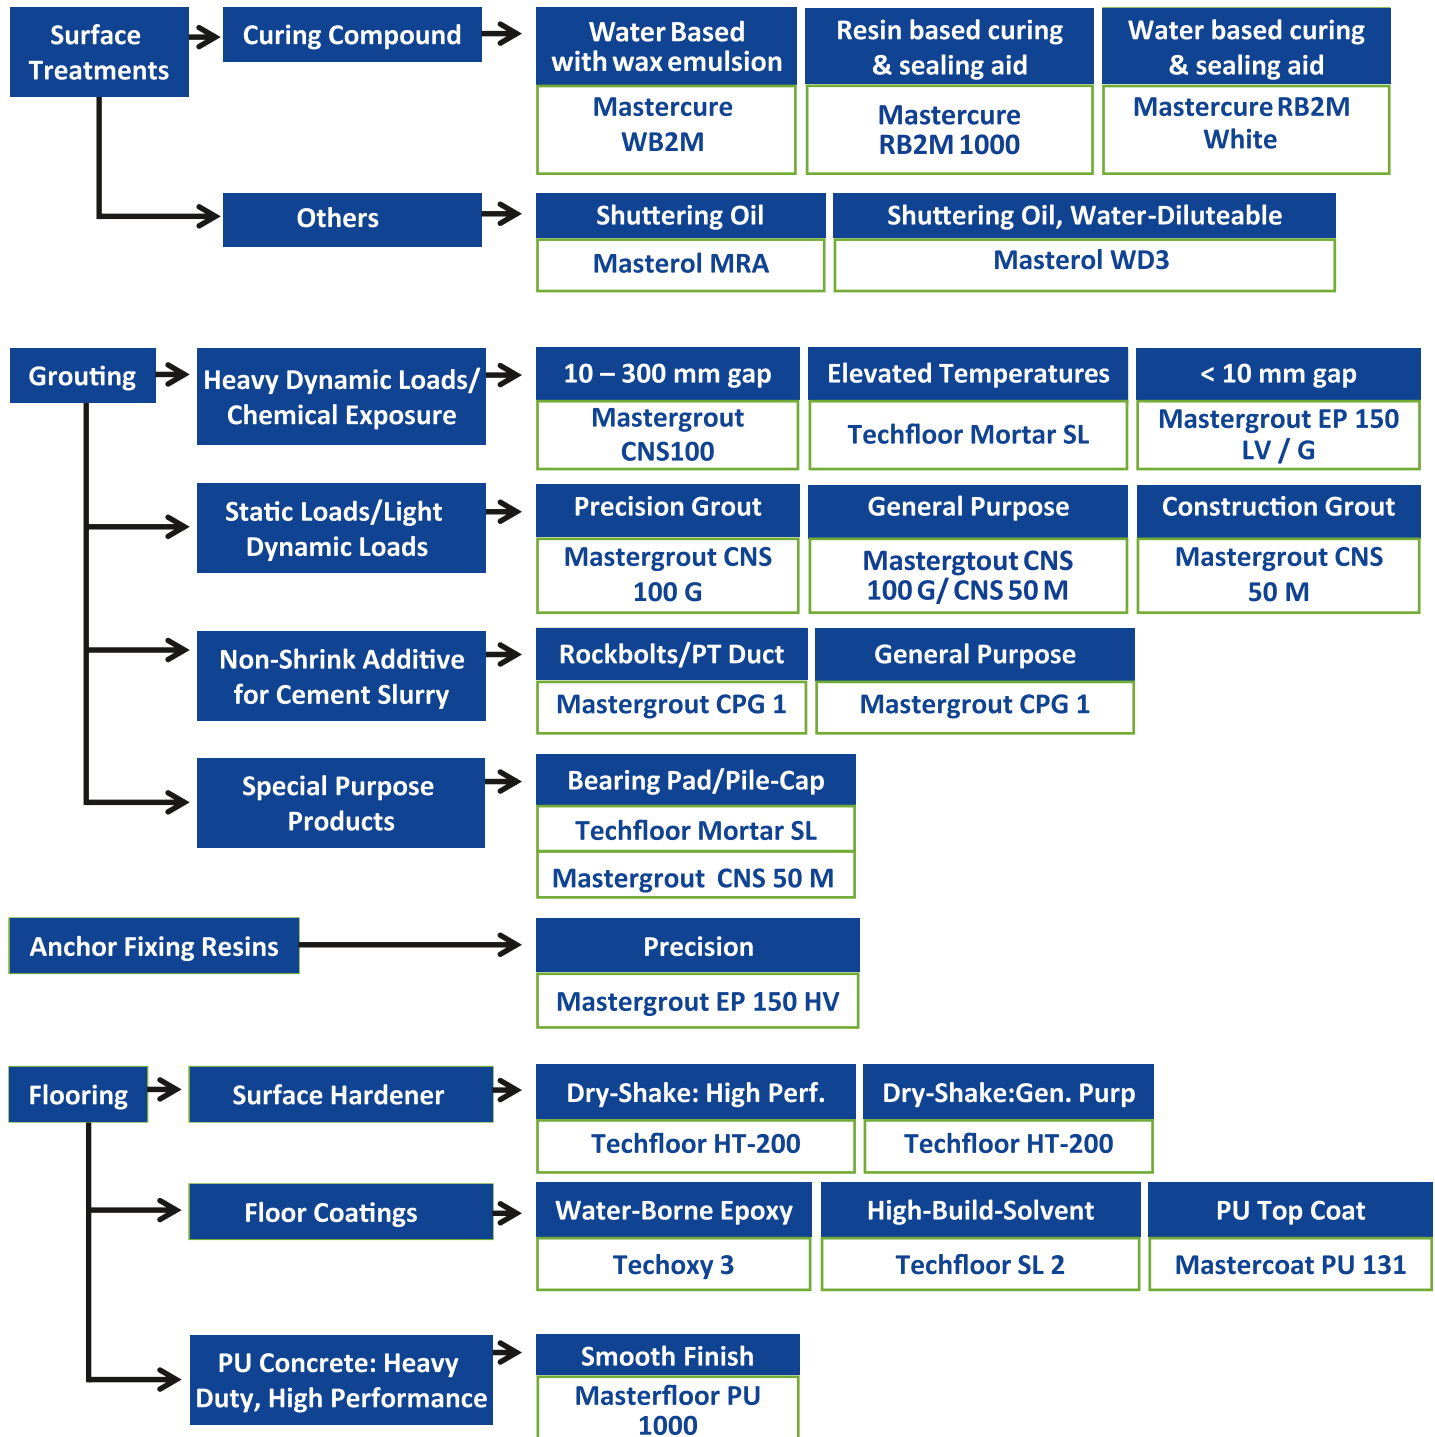 Surface
Treatments
Curing Compound
Water Based
with wax emulsion
Mastercure
WB2M
Resin based curing
& sealing aid
Mastercure
RB2M 1000
Water based curing
& sealing aid
Mastercure RB2M
White
Others
Shuttering Oil
Masterol MRA
Shuttering Oil, Water-Diluteable
Masterol WD3
Grouting
Heavy Dynamic Loads/
Chemical Exposure
10 – 300 mm gap
Mastergrout
CNS100
Elevated Temperatures
Techfloor Mortar SL
< 10 mm gap
Mastergrout EP 150
LV / G
Static Loads/Light
Dynamic Loads
Precision Grout
Mastergrout CNS
100 G
General Purpose
Mastergtout CNS
100 G/ CNS 50 M
Construction Grout
Mastergrout CNS
50 M
Non-Shrink Additive
for Cement Slurry
Rockbolts/PT Duct
Mastergrout CPG 1
General Purpose
Mastergrout CPG 1
Special Purpose
Products
Bearing Pad/Pile-Cap
Techfloor Mortar SL
Mastergrout CNS 50 M
Anchor Fixing Resins
Precision
Mastergrout EP 150 HV
Flooring
Surface Hardener
Dry-Shake: High Perf.
Techfloor HT-200
Dry-Shake:Gen. Purp
Techfloor HT-200
Floor Coatings
Water-Borne Epoxy
Techoxy 3
High-Build-Solvent
Techfloor SL 2
PU Top Coat
Mastercoat PU 131
PU Concrete: Heavy
Duty, High Performance
Smooth Finish
Masterfloor PU
1000